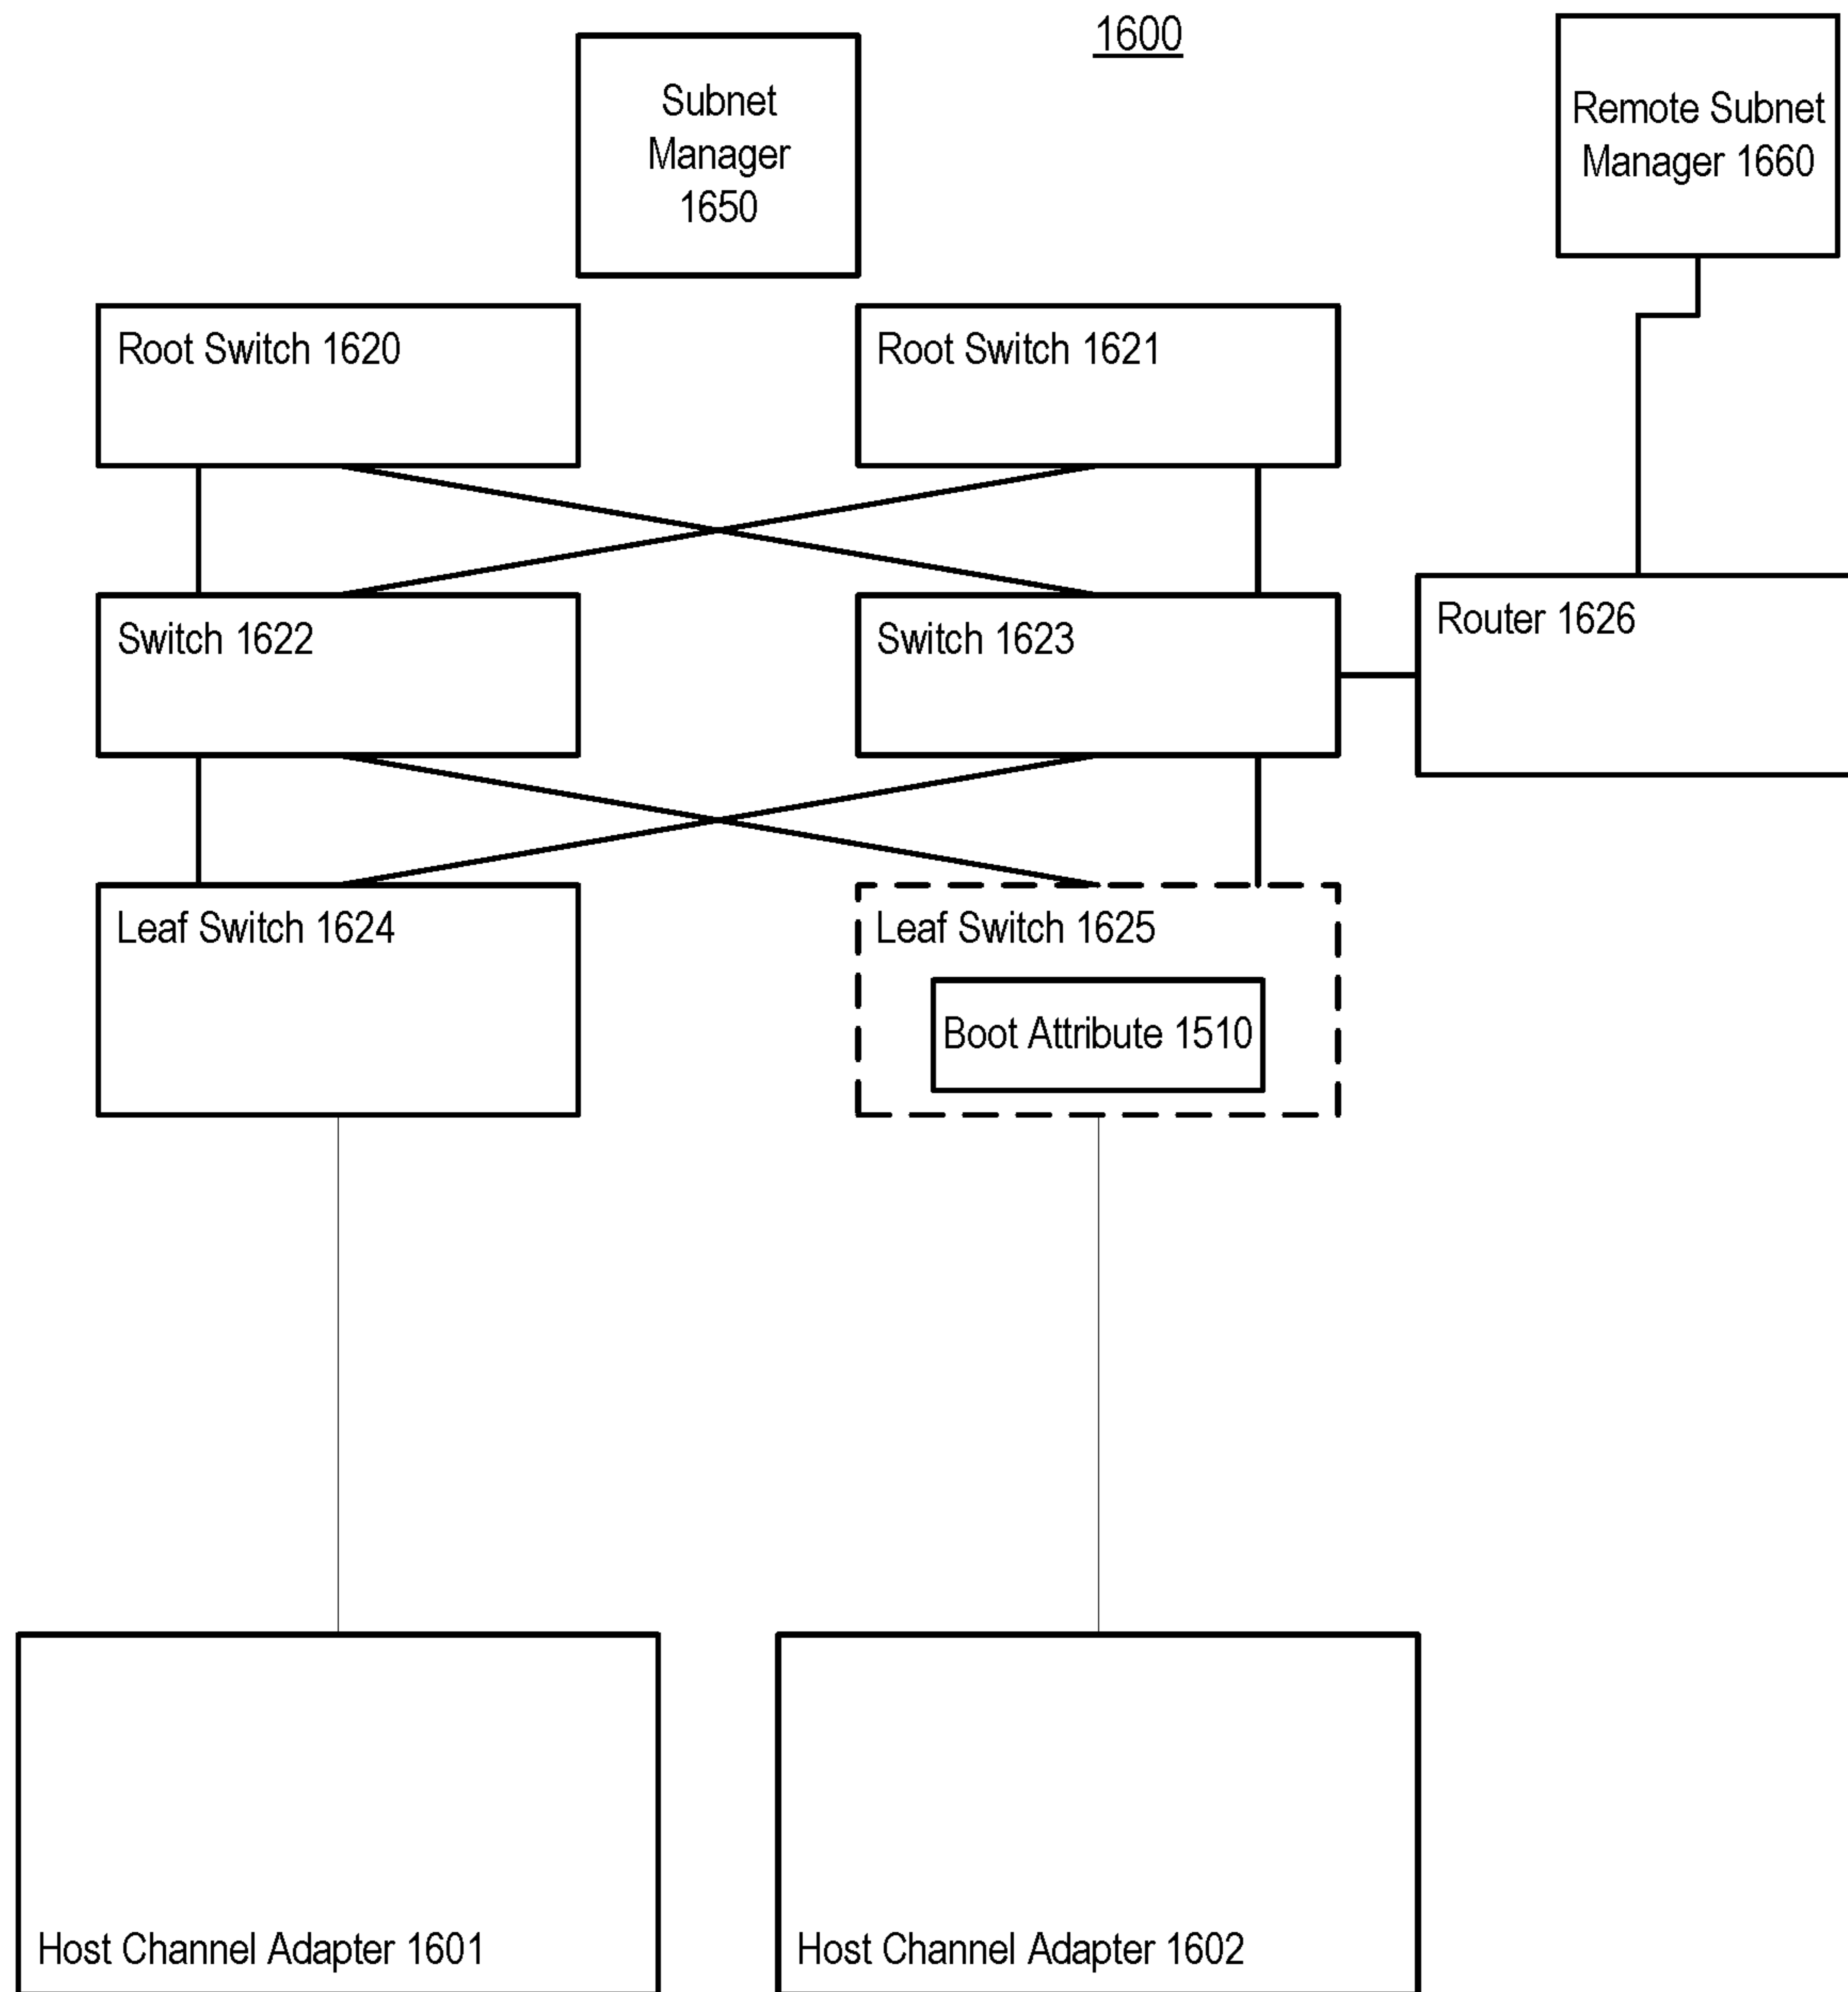 1600
Subnet
Manager
1650
Remote Subnet
Manager 1660
Root Switch 1620
Root Switch 1621
Switch 1622
Switch 1623
Router 1626
Leaf Switch 1624
Leaf Switch 1625
Boot Attribute 1510
Host Channel Adapter 1601
Host Channel Adapter 1602